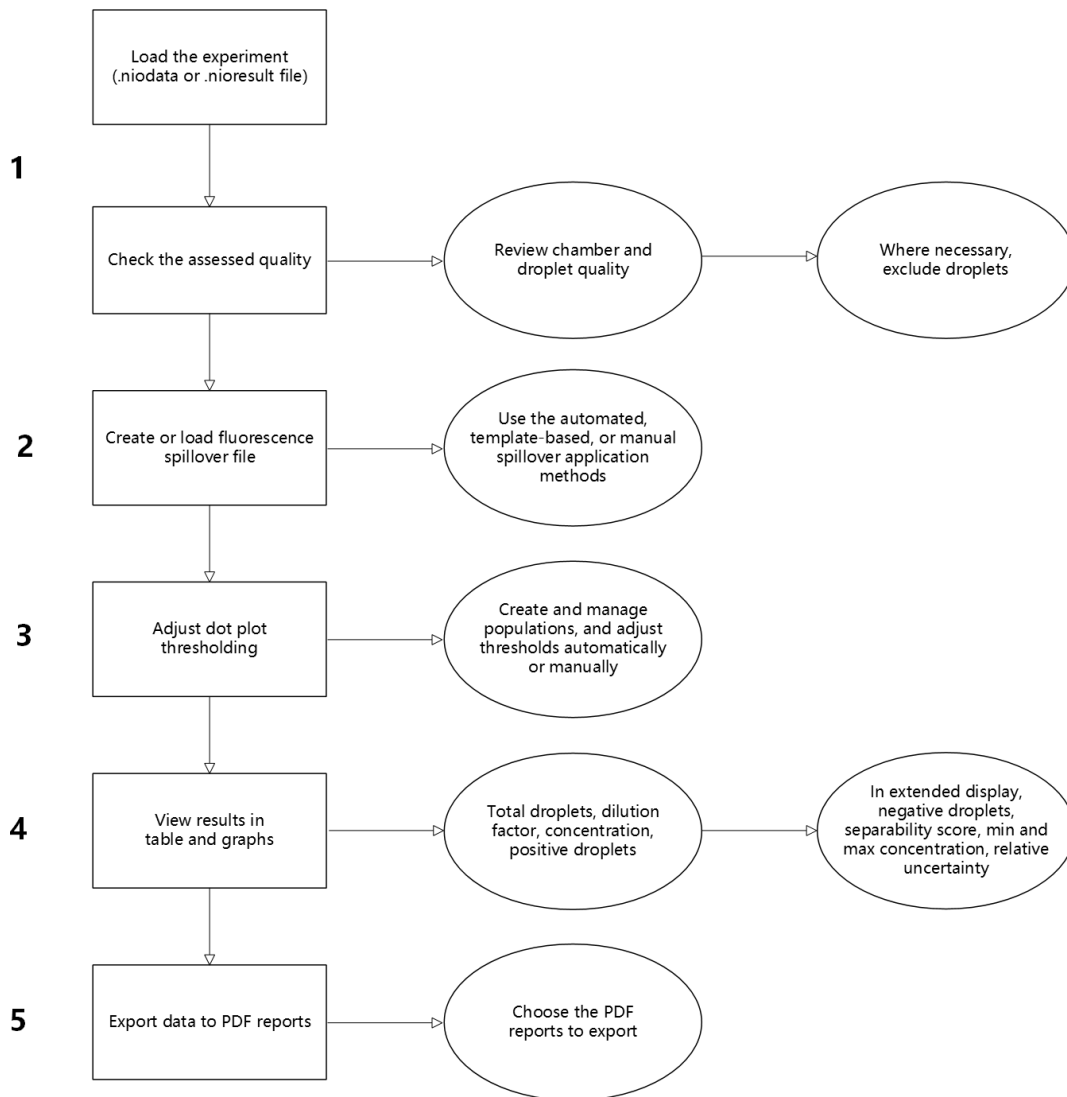 Load the experiment
(.niodata or .nioresult file)
1
Check the assessed quality
Review chamber and
droplet quality
Where necessary,
exclude droplets
2
Create or load fluorescence
spillover file
Use the automated,
template-based, or manual
spillover application
methods
3
Adjust dot plot
thresholding
Create and manage
populations, and adjust
thresholds automatically
or manually
4
View results in
table and graphs
Total droplets, dilution
factor, concentration,
positive droplets
In extended display,
negative droplets,
separability score, min and
max concentration, relative
uncertainty
5
Export data to PDF reports
Choose the PDF
reports to export